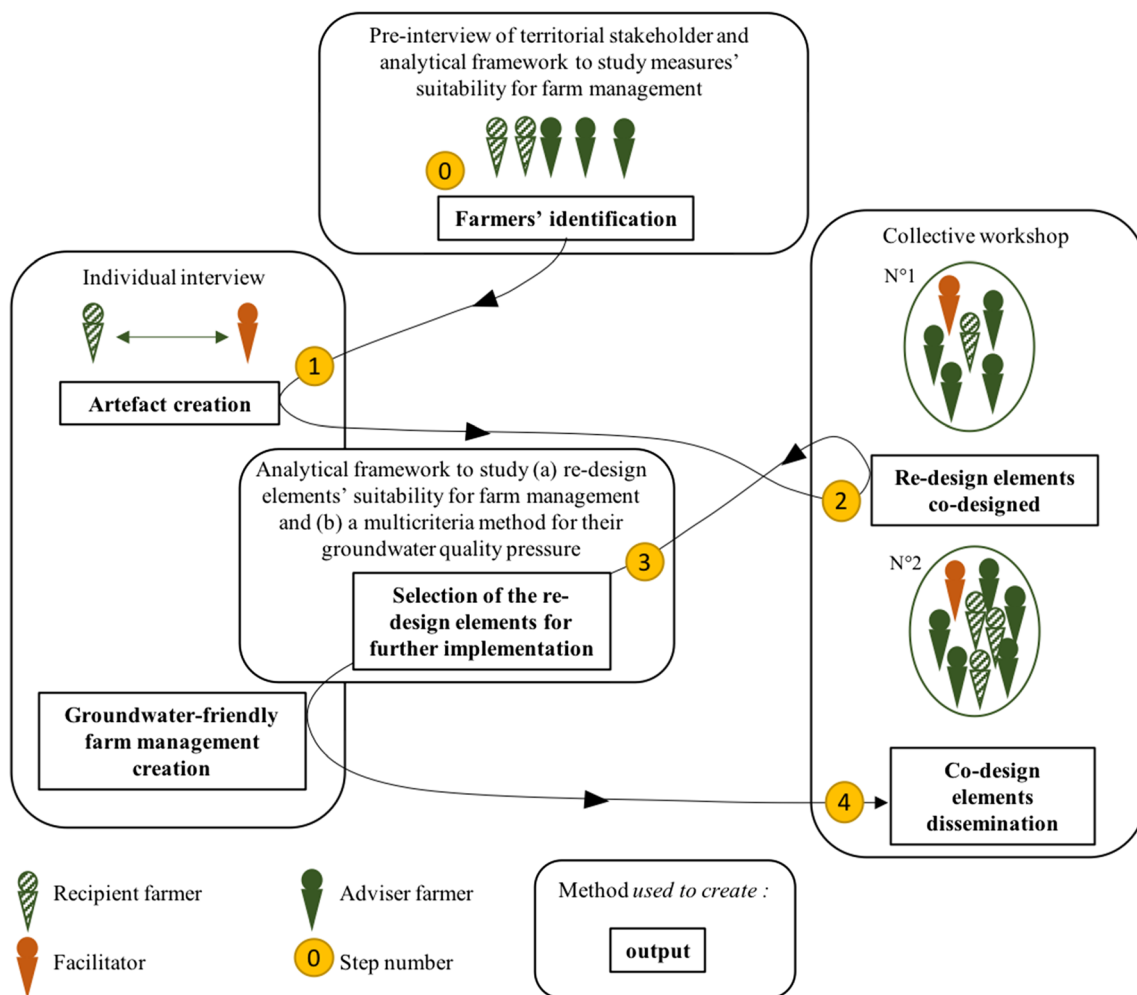 Pre-interview of territorial stakeholder and
analytical framework to study measures'
suitability for farm management
0
Farmers' identification
Individual interview
1
Artefact creation
Collective workshop
N°1
2
Re-design elements
co-designed
Analytical framework to study (a) re-design
elements' suitability for farm management
and (b) a multicriteria method for their
groundwater quality pressure
3
Selection of the re-
design elements for
further implementation
N°2
Groundwater-friendly
farm management
creation
4
Co-design
elements
dissemination
Recipient farmer
Adviser farmer
Facilitator
0
Step number
Method used to create :
output